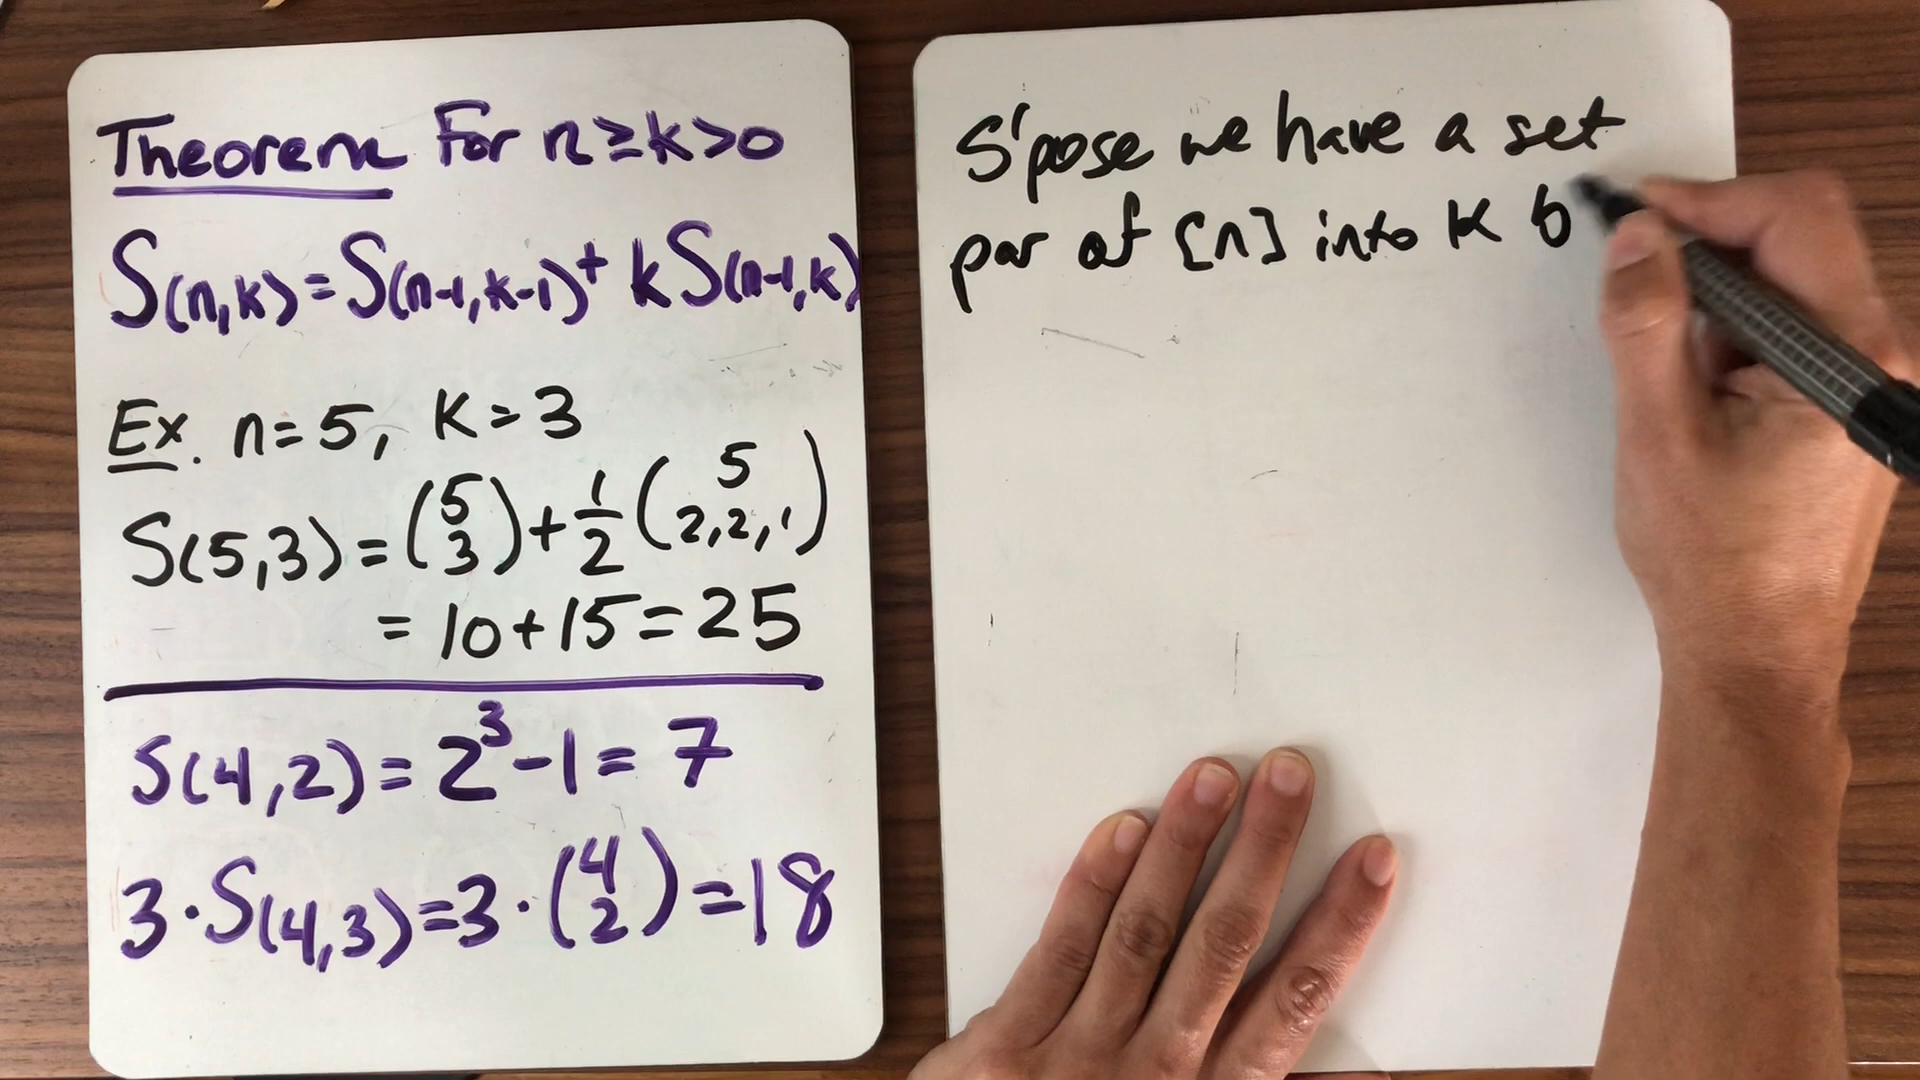 Theorem For n≥k>0
S(n,k)=S(n-1,k-1)+ kS(n-1,k)
Ex. n=5, k=3
S(5,3)=(5 3)+1/2(5 2,2,1)
= 10+15=25
S(4,2)=2³-1=7
3·S(4,3)=3·(4 2)=18
S'pose we have a set
par of [n] into k b